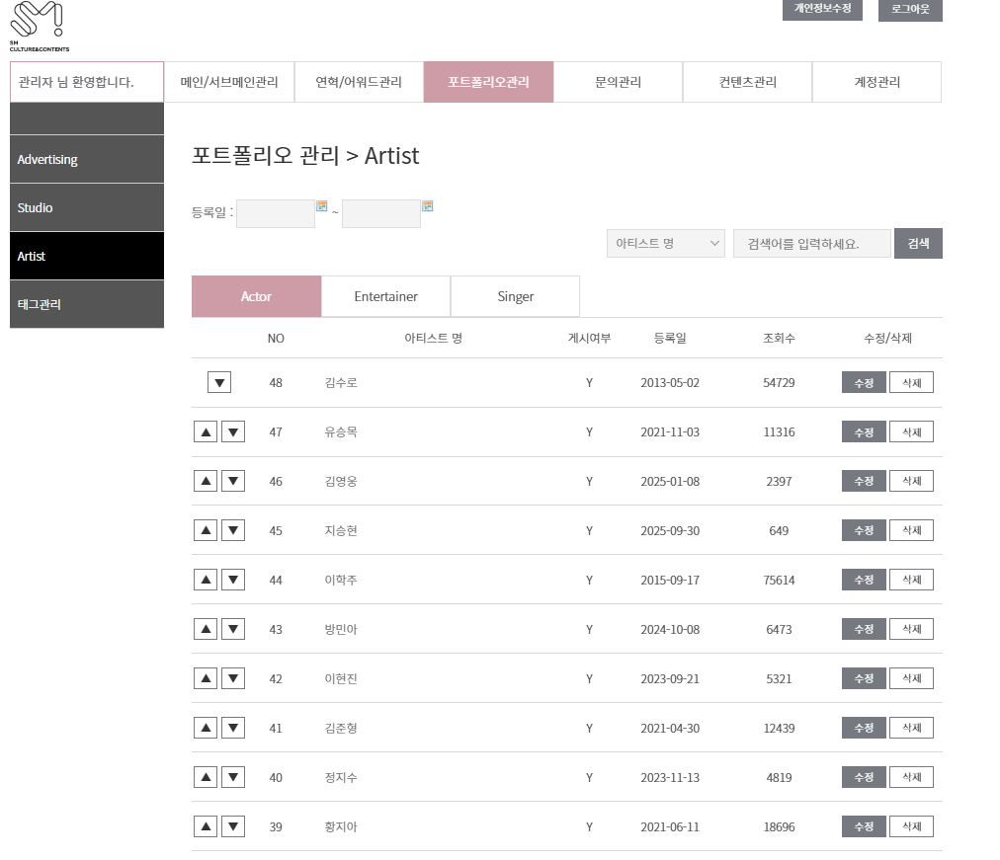 개인정보수정 로그아웃
SM
CULTURE&CONTENTS
관리자 님 환영합니다. 메인/서브메인관리 연혁/어워드관리 포트폴리오관리 문의관리 컨텐츠관리 계정관리
Advertising
Studio
Artist
태그관리
포트폴리오 관리 > Artist
등록일 : ~
아티스트 명 검색어를 입력하세요. 검색
Actor Entertainer Singer
NO 아티스트 명 게시여부 등록일 조회수 수정/삭제
▼ 48 김수로 Y 2013-05-02 54729 수정 삭제
▲ ▼ 47 유승목 Y 2021-11-03 11316 수정 삭제
▲ ▼ 46 김영웅 Y 2025-01-08 2397 수정 삭제
▲ ▼ 45 지승현 Y 2025-09-30 649 수정 삭제
▲ ▼ 44 이학주 Y 2015-09-17 75614 수정 삭제
▲ ▼ 43 방민아 Y 2024-10-08 6473 수정 삭제
▲ ▼ 42 이현진 Y 2023-09-21 5321 수정 삭제
▲ ▼ 41 김준형 Y 2021-04-30 12439 수정 삭제
▲ ▼ 40 정지수 Y 2023-11-13 4819 수정 삭제
▲ ▼ 39 황지아 Y 2021-06-11 18696 수정 삭제